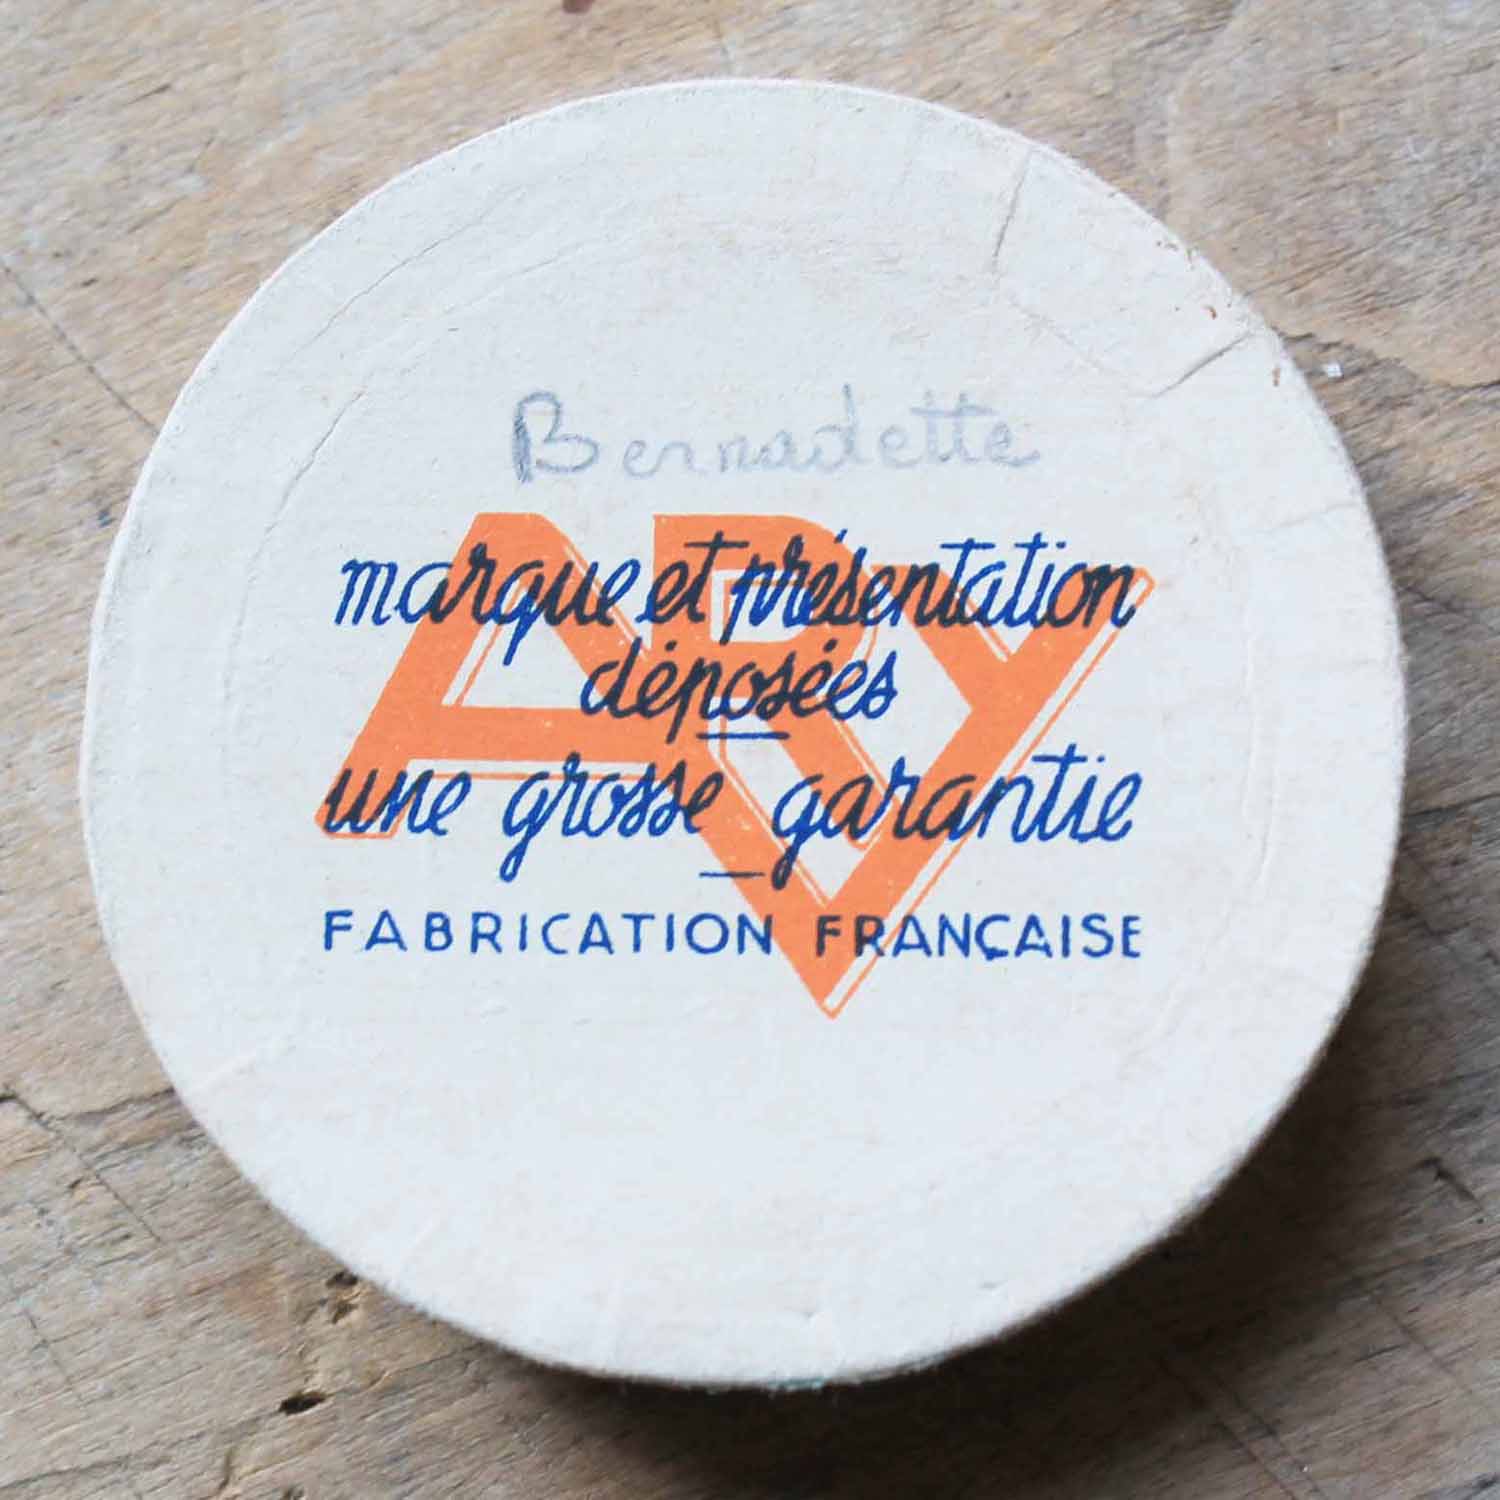 Bernadette
ARY
marque et présentation
déposées
une grosse garantie
FABRICATION FRANÇAISE